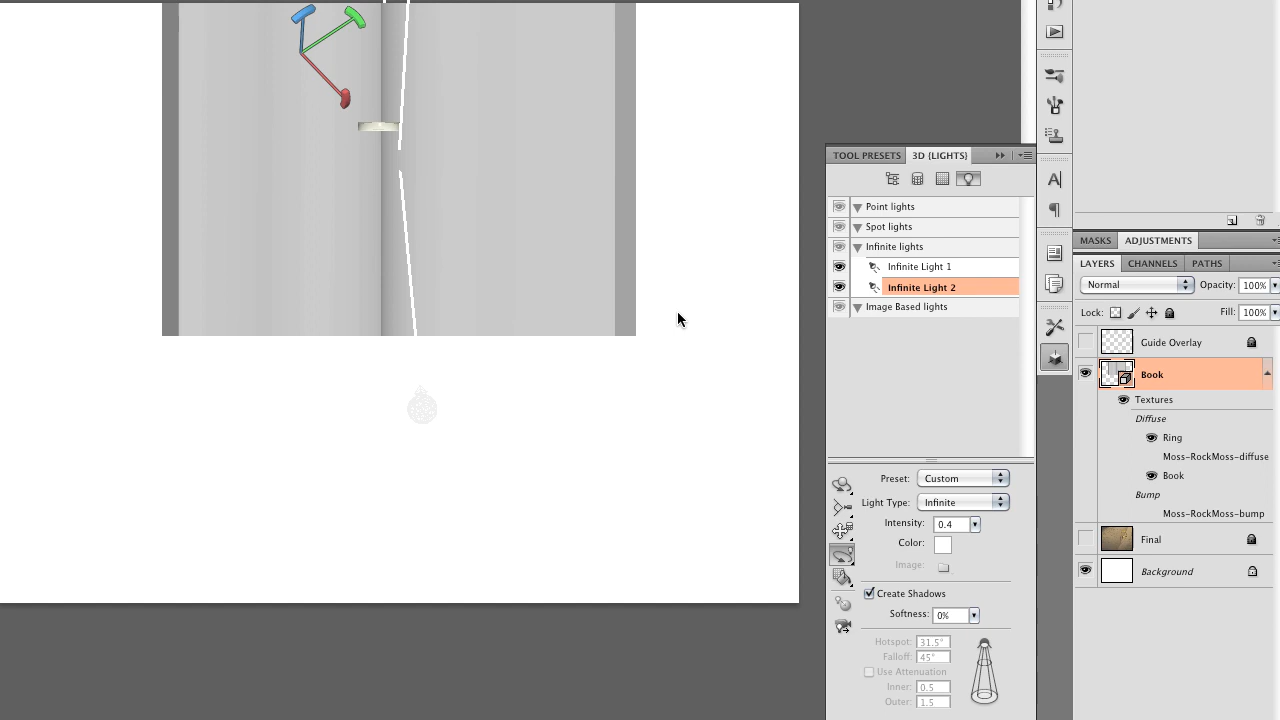 TOOL PRESETS
3D {LIGHTS}
Point lights
Spot lights
Infinite lights
Infinite Light 1
Infinite Light 2
Image Based lights
Preset: Custom
Light Type: Infinite
Intensity: 0.4
Color:
Image:
Create Shadows
Softness: 0%
Hotspot: 31.5°
Falloff: 45°
Use Attenuation
Inner: 0.5
Outer: 1.5
A
MASKS
ADJUSTMENTS
LAYERS
CHANNELS
PATHS
Normal
Opacity: 100%
Lock:
Fill: 100%
Guide Overlay
Book
Textures
Diffuse
Ring
Moss-RockMoss-diffuse
Book
Bump
Moss-RockMoss-bump
Final
Background